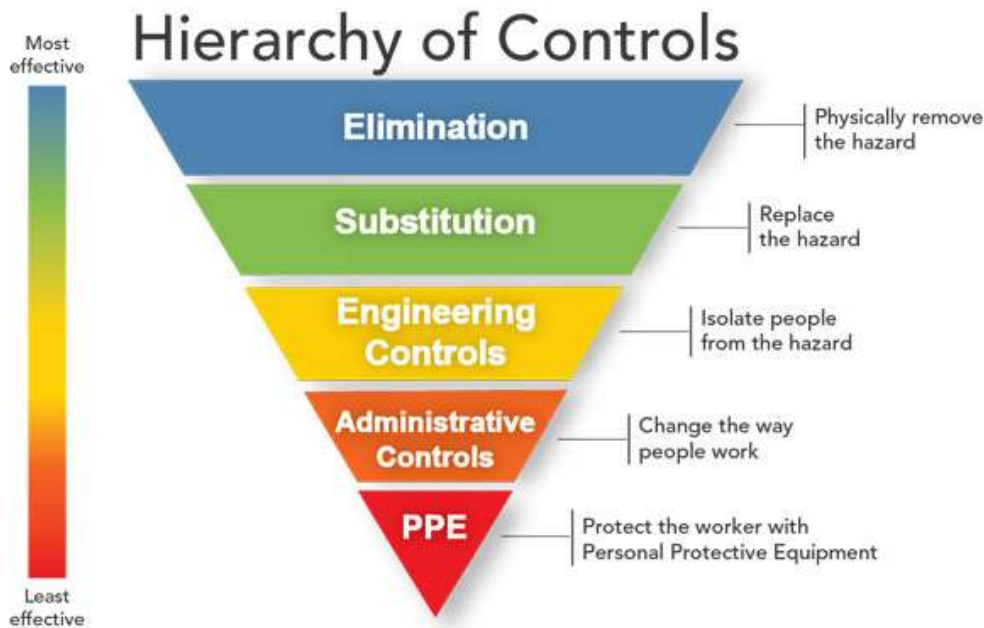 Hierarchy of Controls
Most
effective
Elimination
Physically remove
the hazard
Substitution
Replace
the hazard
Engineering
Controls
Isolate people
from the hazard
Administrative
Controls
Change the way
people work
PPE
Protect the worker with
Personal Protective Equipment
Least
effective